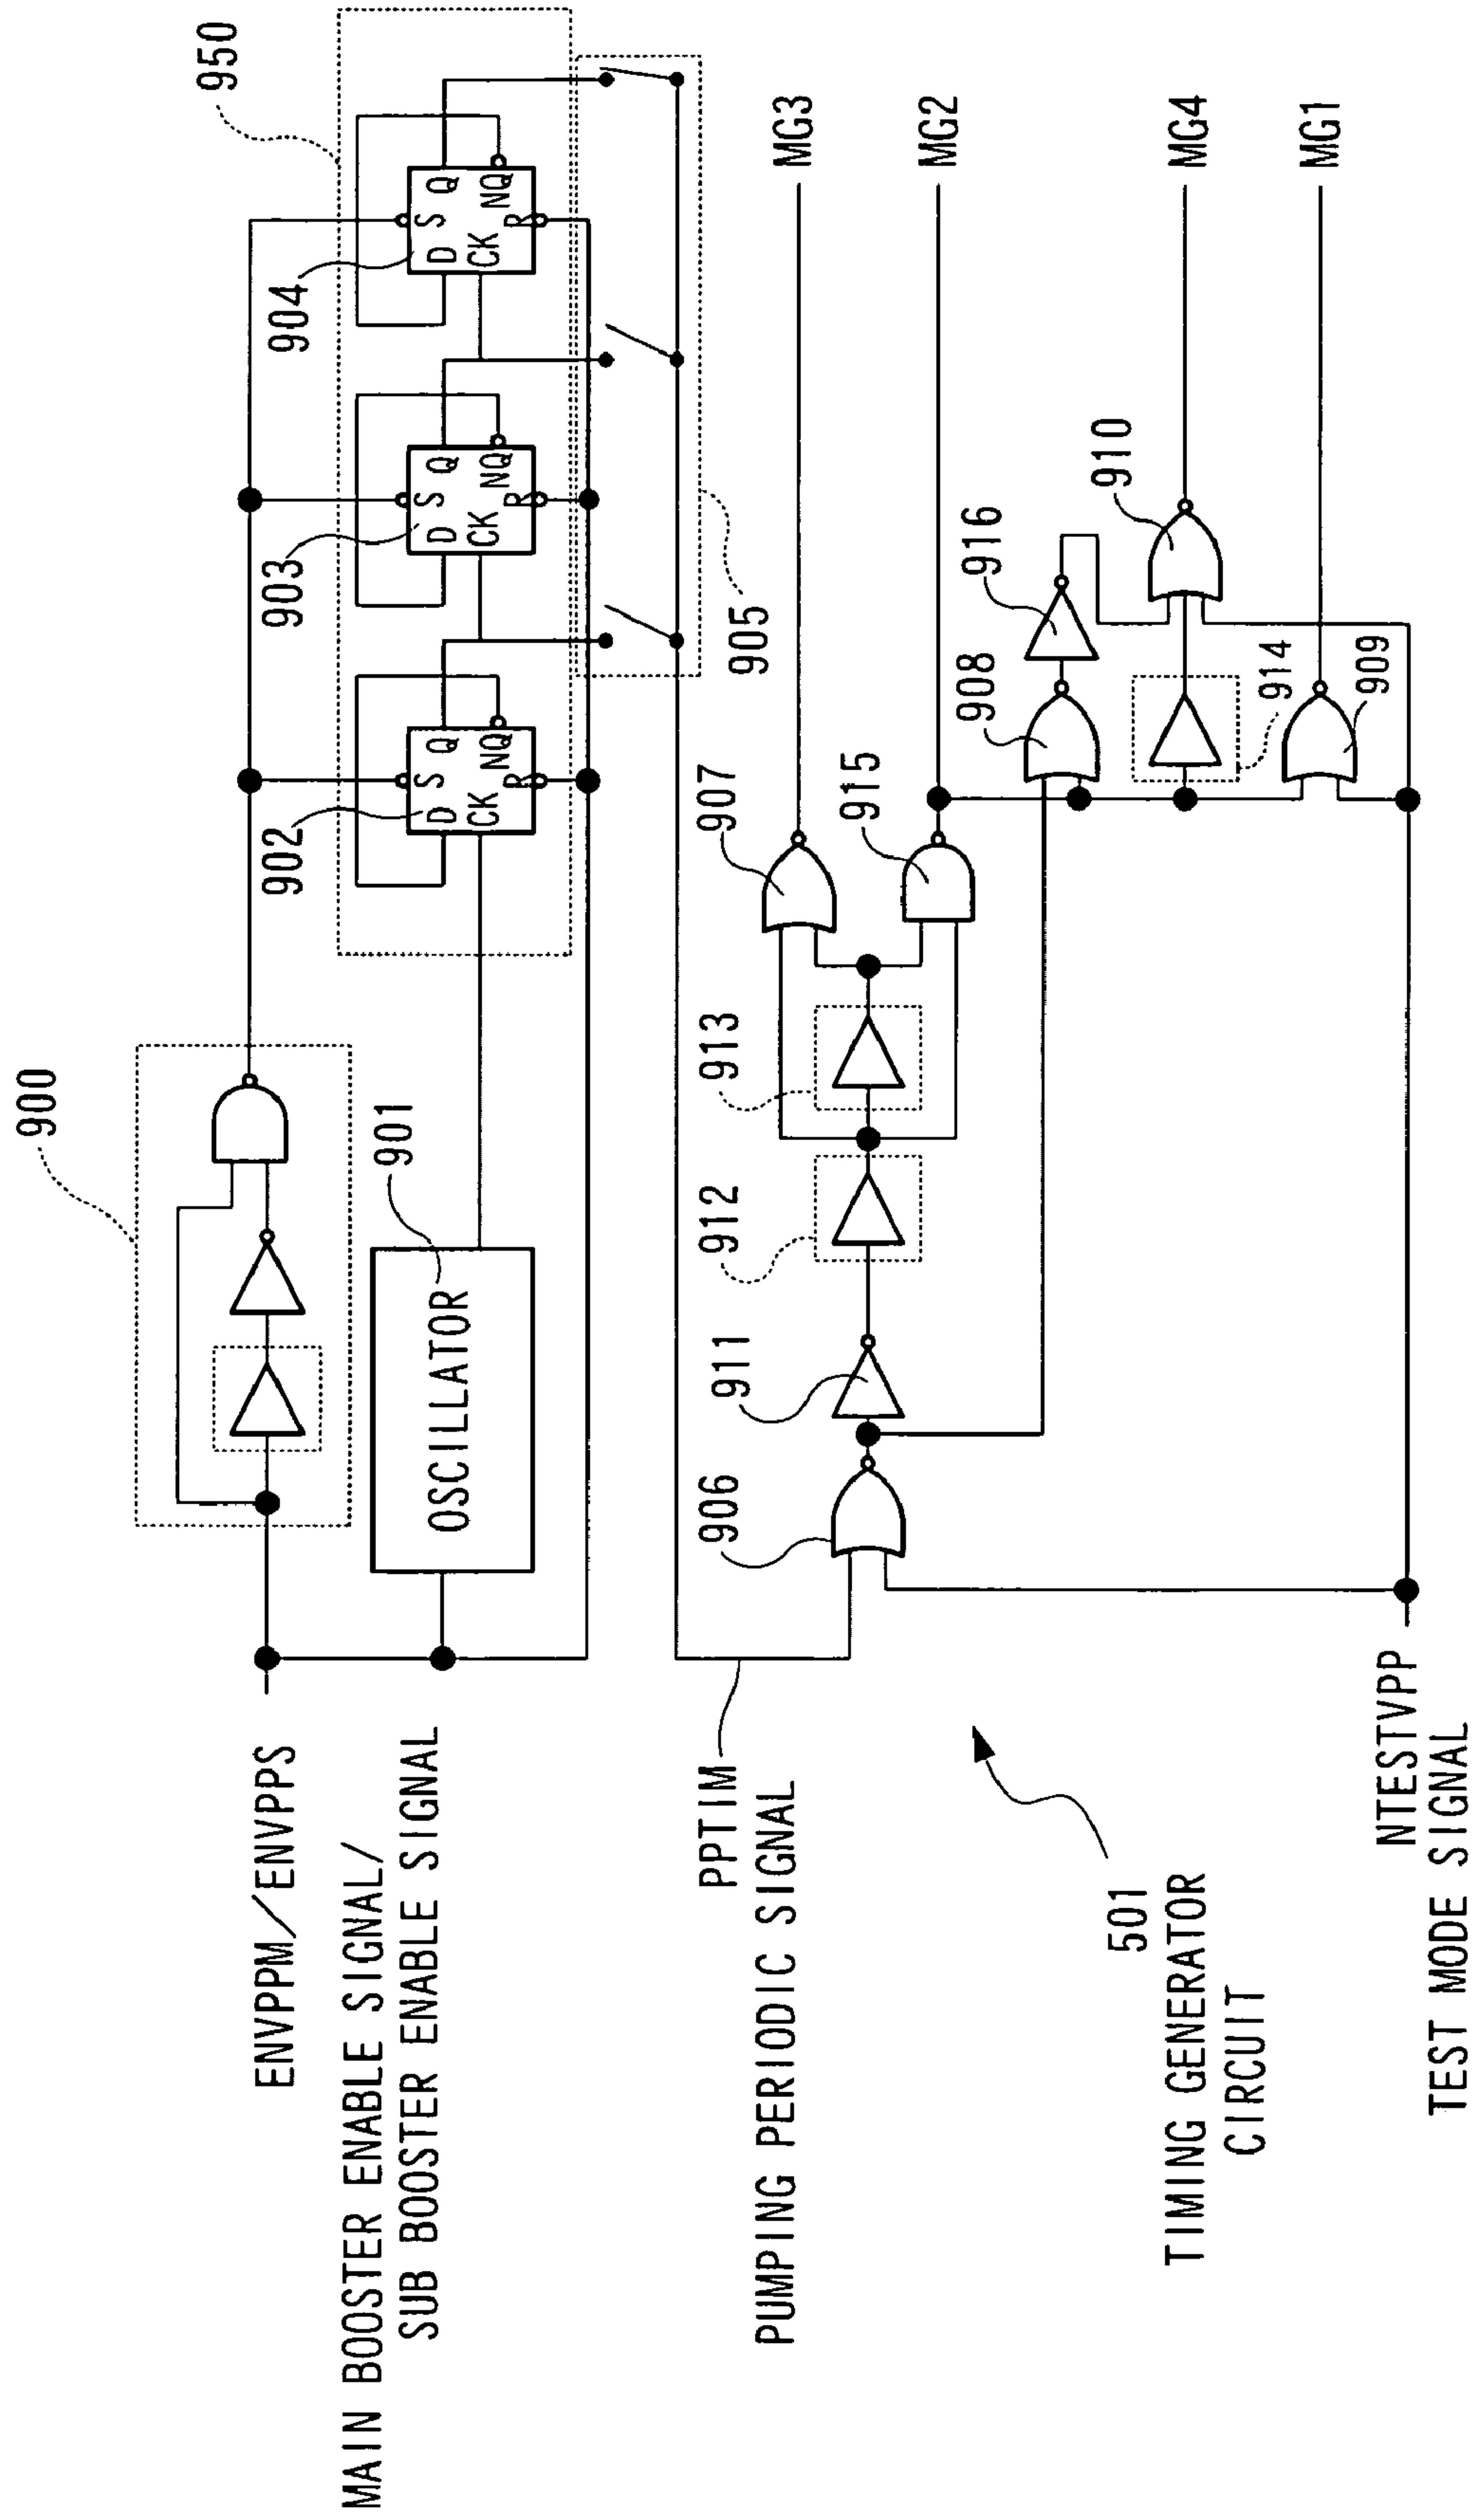 900
950
902
903
904
D S Q
CK NQ
R
D S Q
CK NQ
R
D S Q
CK NQ
R
ENVPPM/ENVPPS
MAIN BOOSTER ENABLE SIGNAL/
SUB BOOSTER ENABLE SIGNAL
OSCILLATOR
901
905
PPTIM
PUMPING PERIODIC SIGNAL
906
911
912
913
907
MG3
915
MG2
908
916
910
MG4
914
MG1
909
501
TIMING GENERATOR
CIRCUIT
NTESTVPP
TEST MODE SIGNAL